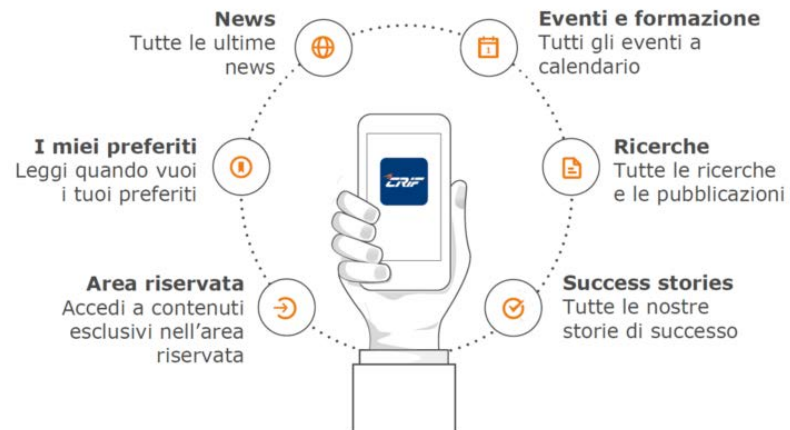 News
Tutte le ultime
news
Eventi e formazione
Tutti gli eventi a
calendario
1
I miei preferiti
Leggi quando vuoi
i tuoi preferiti
CRIF
Ricerche
Tutte le ricerche
e le pubblicazioni
Area riservata
Accedi a contenuti
esclusivi nell'area
riservata
Success stories
Tutte le nostre
storie di successo